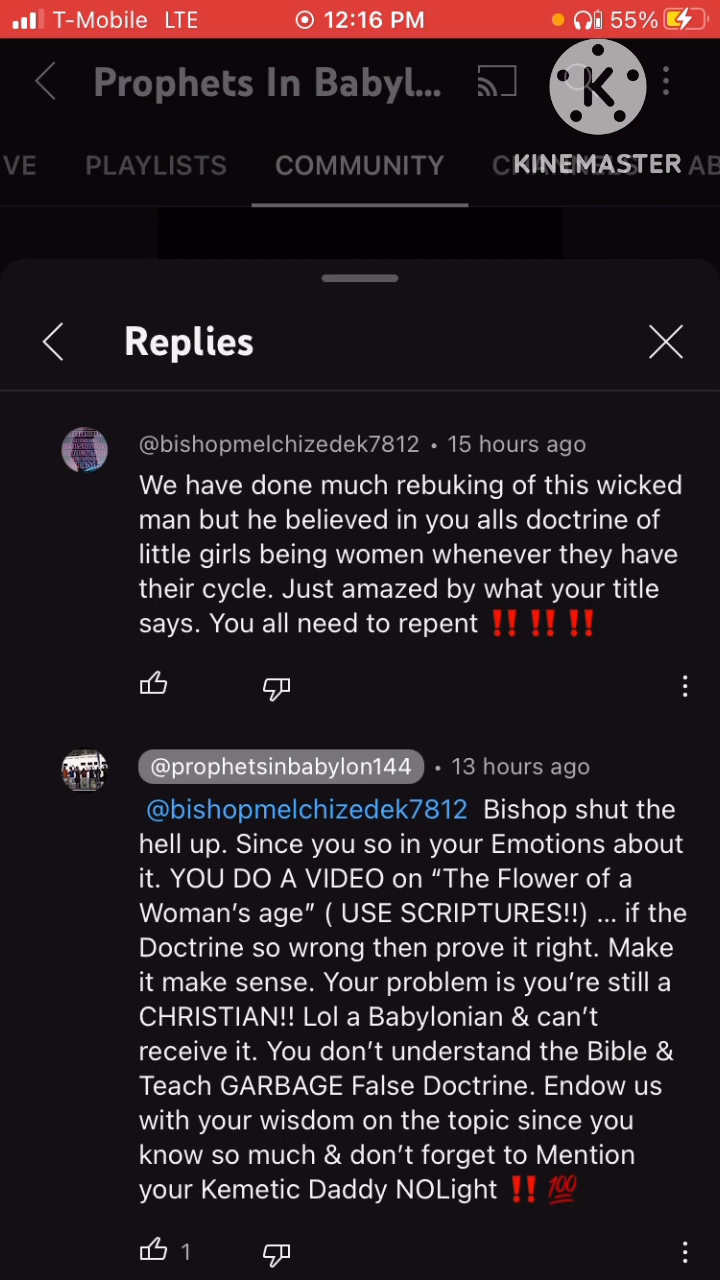 T-Mobile LTE 12:16 PM 55%
Prophets In Babyl...
K
KINEMASTER
VE PLAYLISTS COMMUNITY CHANNELS AB
Replies
@bishopmelchizedek7812 • 15 hours ago
We have done much rebuking of this wicked
man but he believed in you alls doctrine of
little girls being women whenever they have
their cycle. Just amazed by what your title
says. You all need to repent ‼️ ‼️ ‼️
@prophetsinbabylon144 • 13 hours ago
@bishopmelchizedek7812 Bishop shut the
hell up. Since you so in your Emotions about
it. YOU DO A VIDEO on “The Flower of a
Woman’s age” ( USE SCRIPTURES!!) ... if the
Doctrine so wrong then prove it right. Make
it make sense. Your problem is you’re still a
CHRISTIAN!! Lol a Babylonian & can’t
receive it. You don’t understand the Bible &
Teach GARBAGE False Doctrine. Endow us
with your wisdom on the topic since you
know so much & don’t forget to Mention
your Kemetic Daddy NOLight ‼️ 💯
1